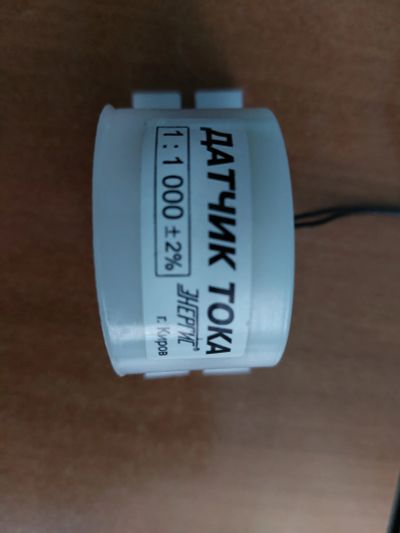 ДАТЧИК ТОКА
1 : 1 000 ± 2%
ЭНЕРГИС®
г. Киров